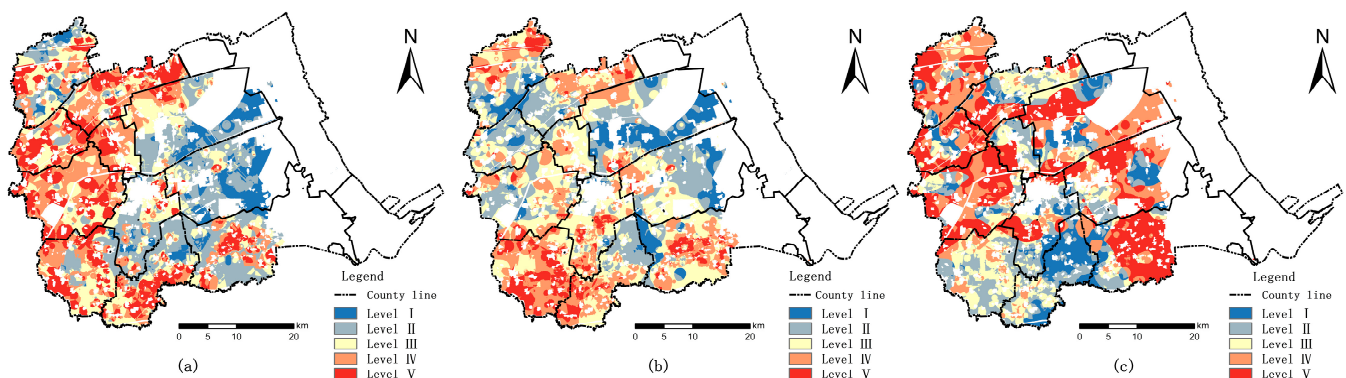 N
Legend
County line
Level Ⅰ
Level Ⅱ
Level Ⅲ
Level Ⅳ
Level Ⅴ
0 5 10 20 km
(a)
N
Legend
County line
Level Ⅰ
Level Ⅱ
Level Ⅲ
Level Ⅳ
Level Ⅴ
0 5 10 20 km
(b)
N
Legend
County line
Level Ⅰ
Level Ⅱ
Level Ⅲ
Level Ⅳ
Level Ⅴ
0 5 10 20 km
(c)